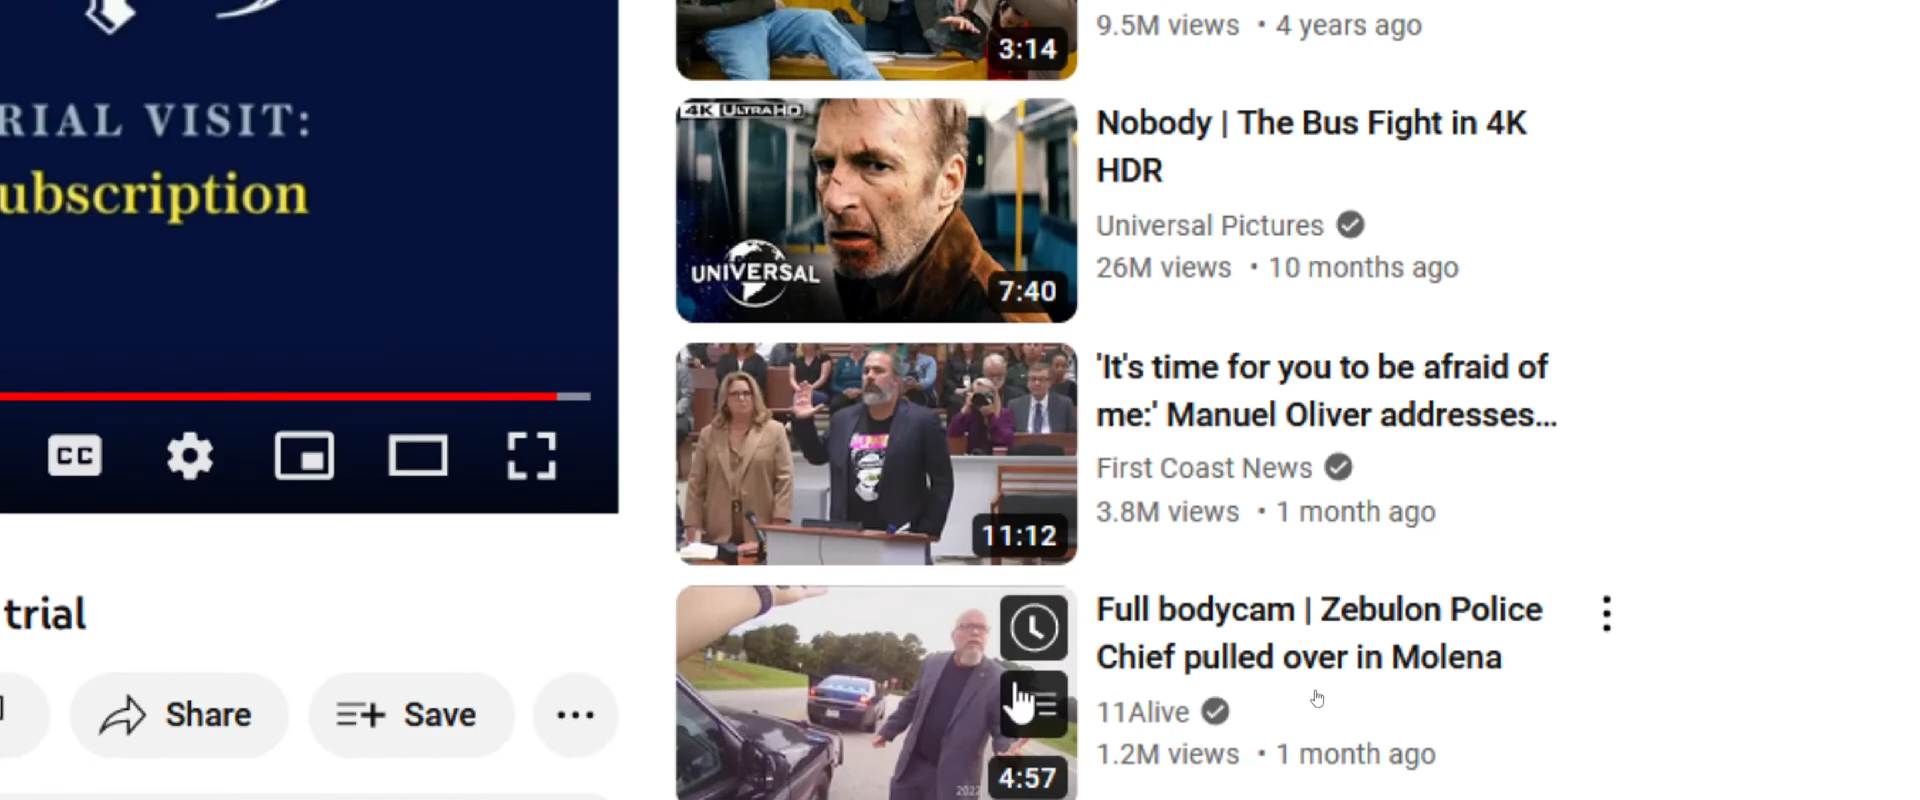 RIAL VISIT:
ubscription
CC
trial
Share
Save
3:14
9.5M views • 4 years ago
4K ULTRA HD
UNIVERSAL
7:40
Nobody | The Bus Fight in 4K
HDR
Universal Pictures
26M views • 10 months ago
11:12
'It's time for you to be afraid of
me:' Manuel Oliver addresses...
First Coast News
3.8M views • 1 month ago
4:57
Full bodycam | Zebulon Police
Chief pulled over in Molena
11Alive
1.2M views • 1 month ago